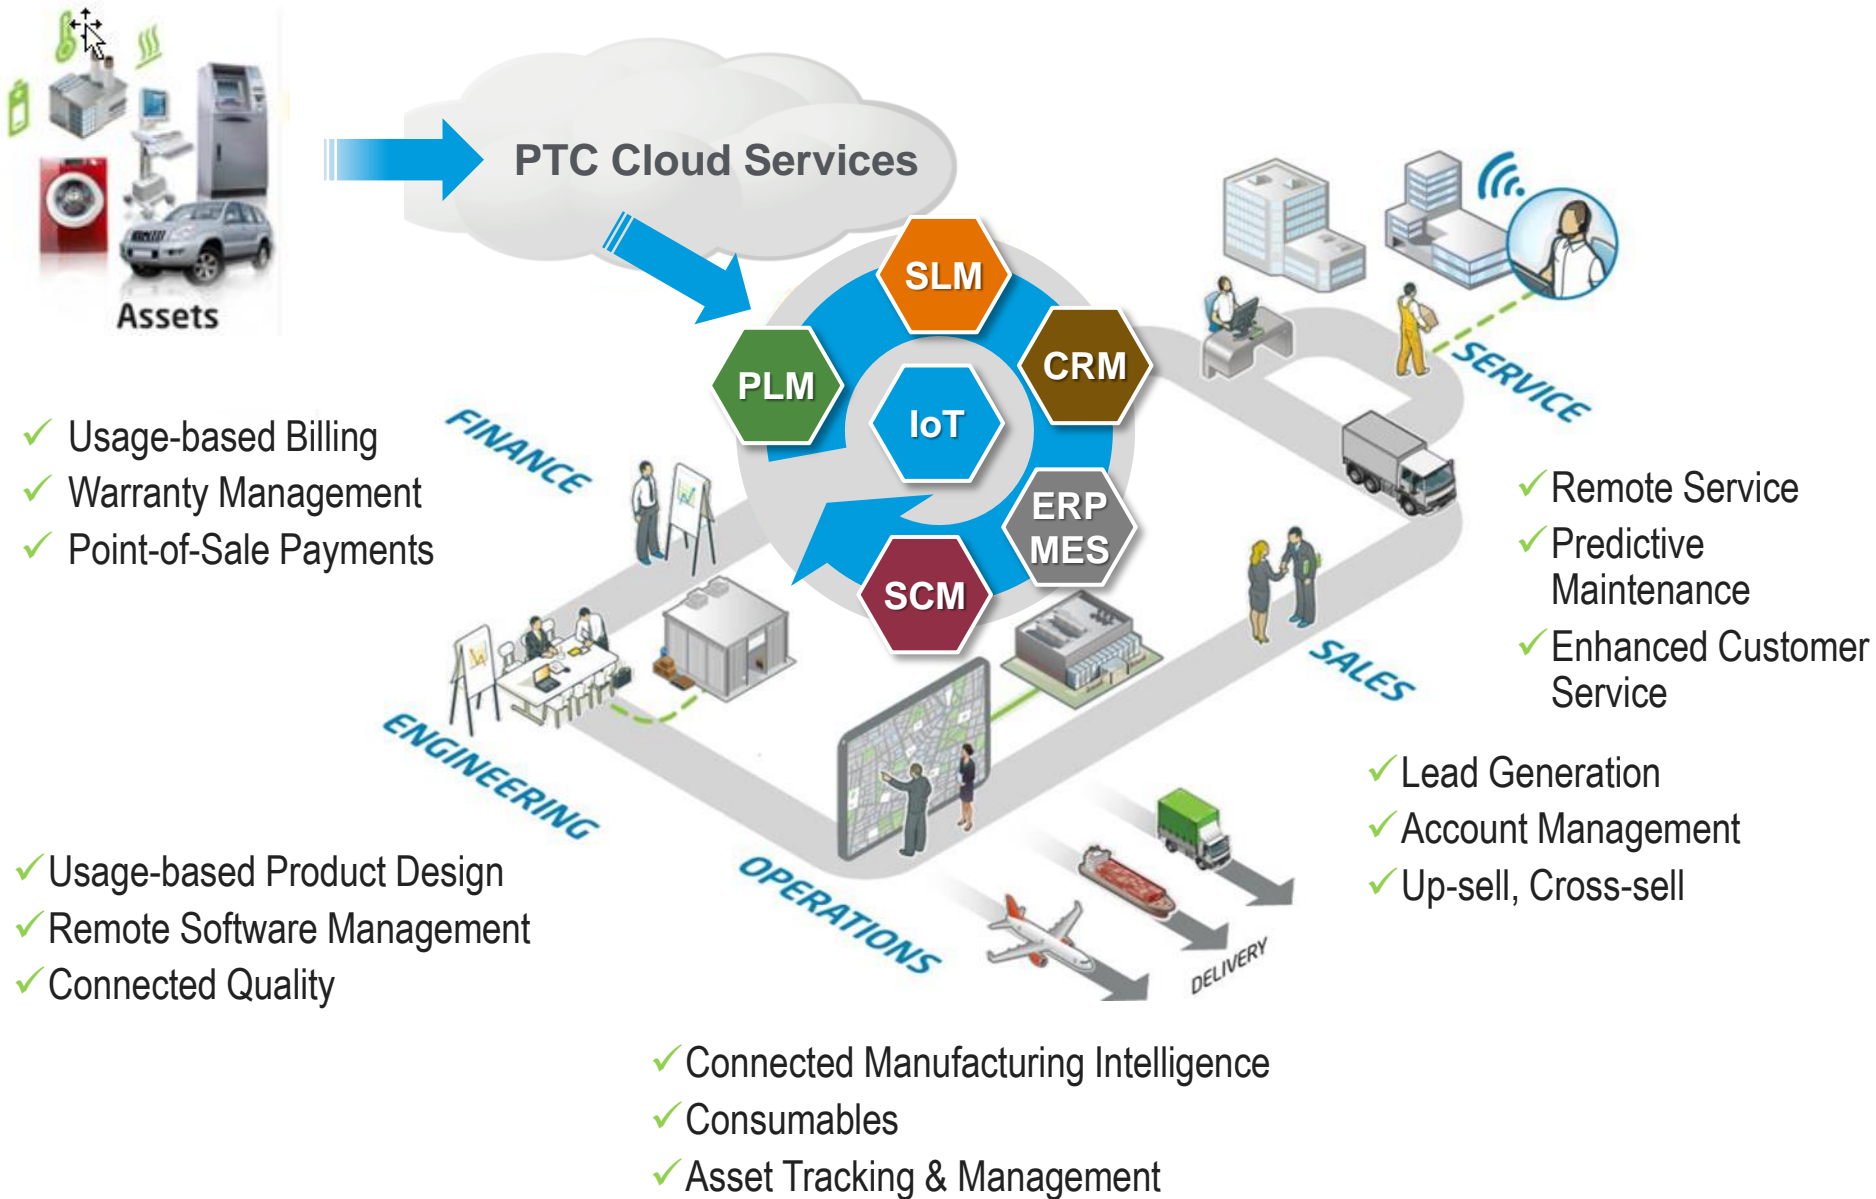 PTC Cloud Services
Assets
SLM
CRM
PLM
IoT
ERP
MES
SCM
FINANCE
SERVICE
SALES
ENGINEERING
OPERATIONS
DELIVERY
✓ Usage-based Billing
✓ Warranty Management
✓ Point-of-Sale Payments
✓ Remote Service
✓ Predictive
Maintenance
✓ Enhanced Customer
Service
✓ Lead Generation
✓ Account Management
✓ Up-sell, Cross-sell
✓ Usage-based Product Design
✓ Remote Software Management
✓ Connected Quality
✓ Connected Manufacturing Intelligence
✓ Consumables
✓ Asset Tracking & Management